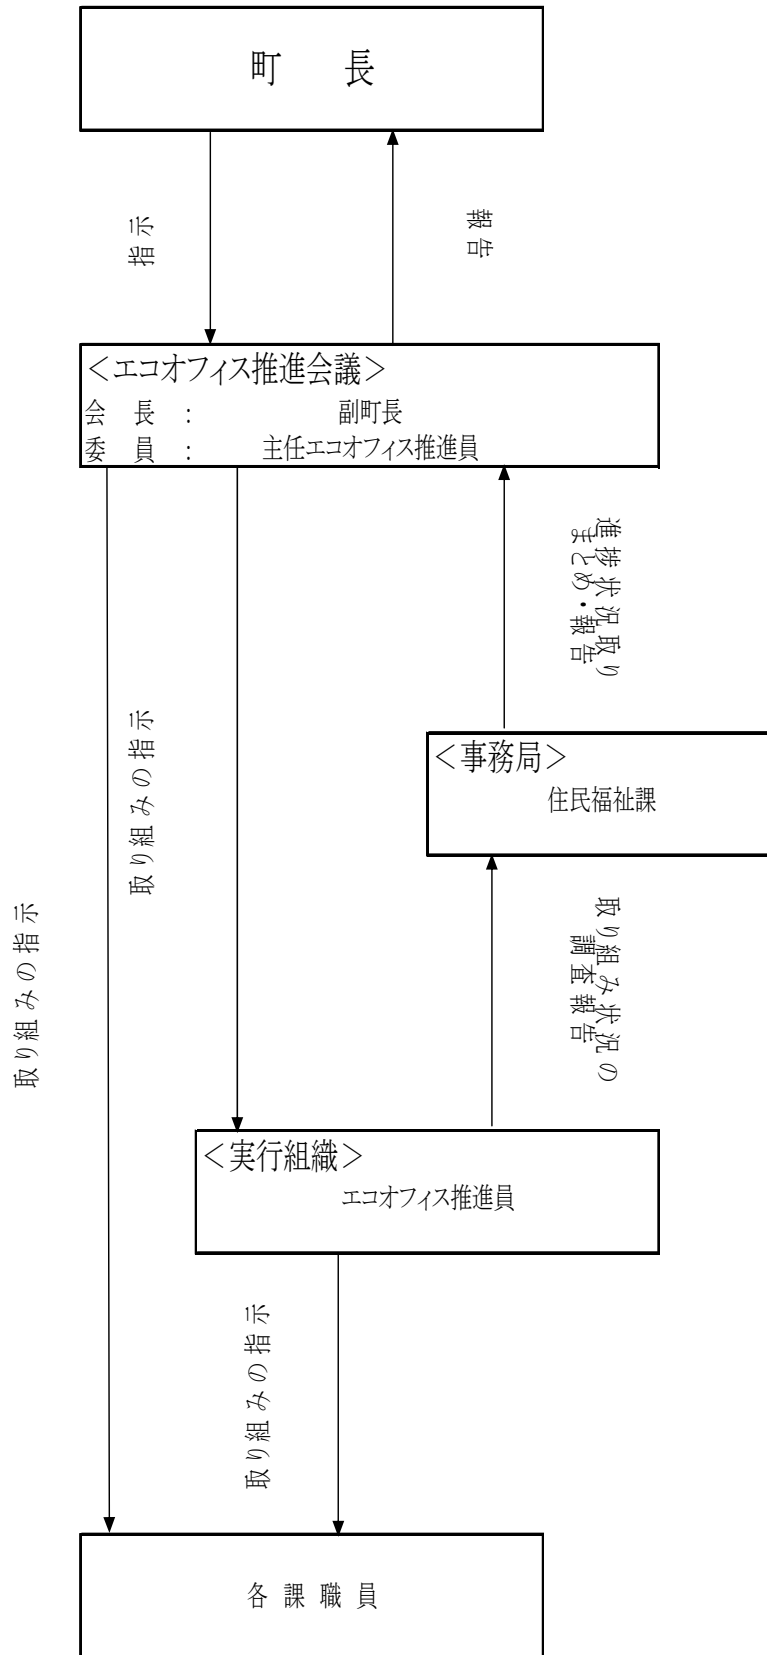 町　長
指示
報告
＜エコオフィス推進会議＞
会　長　：　副町長
委　員　：　主任エコオフィス推進員
進捗状況取り
まとめ・報告
取り組みの指示
＜事務局＞
住民福祉課
取り組みの指示
取り組み状況の
調査報告
＜実行組織＞
エコオフィス推進員
取り組みの指示
各課職員